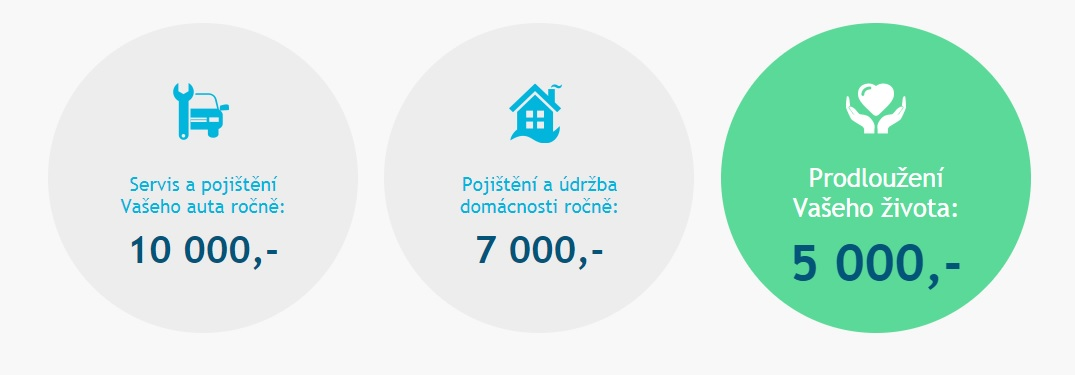 Servis a pojištění
Vašeho auta ročně:
10 000,-
Pojištění a údržba
domácnosti ročně:
7 000,-
Prodloužení
Vašeho života:
5 000,-